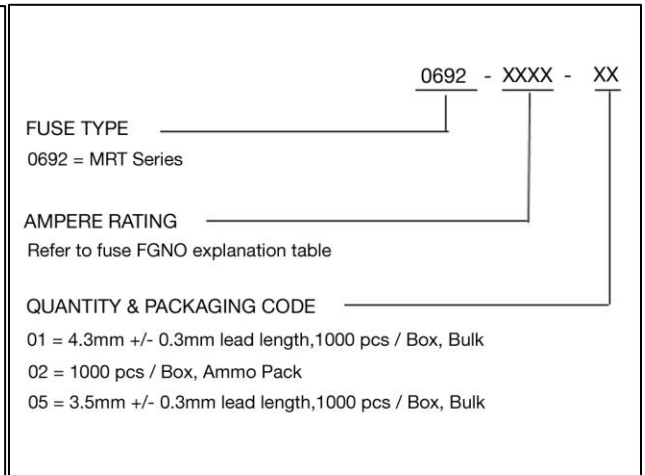 0692 - XXXX - XX
FUSE TYPE
0692 = MRT Series
AMPERE RATING
Refer to fuse FGNO explanation table
QUANTITY & PACKAGING CODE
01 = 4.3mm +/- 0.3mm lead length,1000 pcs / Box, Bulk
02 = 1000 pcs / Box, Ammo Pack
05 = 3.5mm +/- 0.3mm lead length,1000 pcs / Box, Bulk